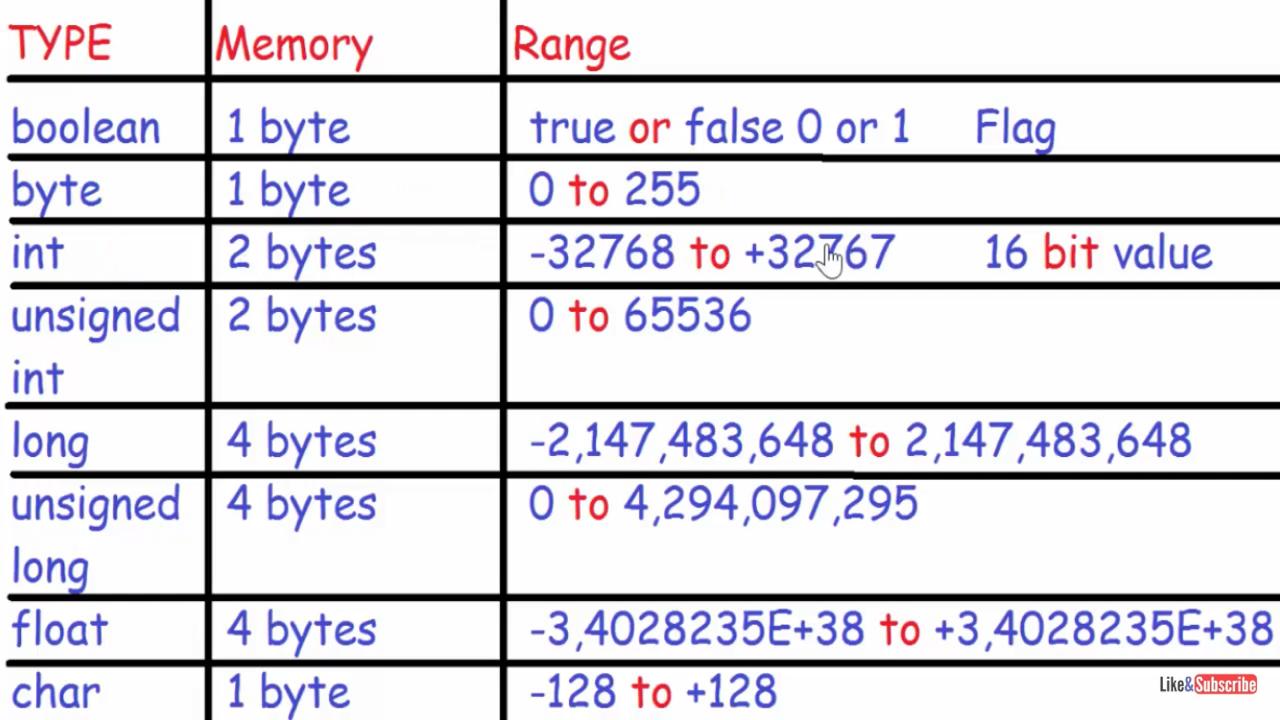 TYPE Memory Range
boolean 1 byte true or false 0 or 1 Flag
byte 1 byte 0 to 255
int 2 bytes -32768 to +32767 16 bit value
unsigned 2 bytes 0 to 65536
int
long 4 bytes -2,147,483,648 to 2,147,483,648
unsigned 4 bytes 0 to 4,294,097,295
long
float 4 bytes -3,4028235E+38 to +3,4028235E+38
char 1 byte -128 to +128
Like&Subscribe